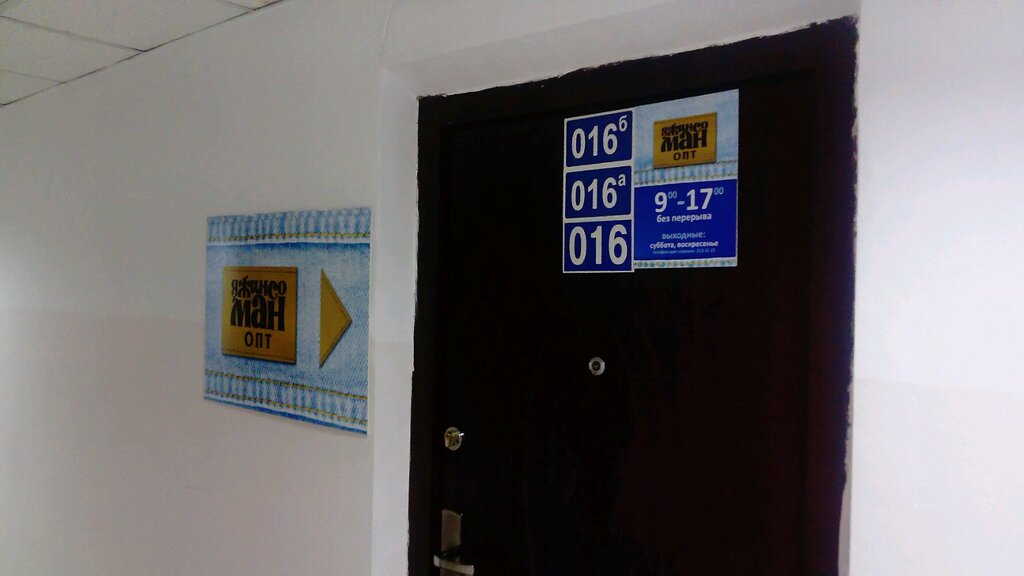 джинсо
ман
опт
016б
016а
016
джинсо
ман
опт
9⁰⁰-17⁰⁰
без перерыва
выходные:
суббота, воскресенье